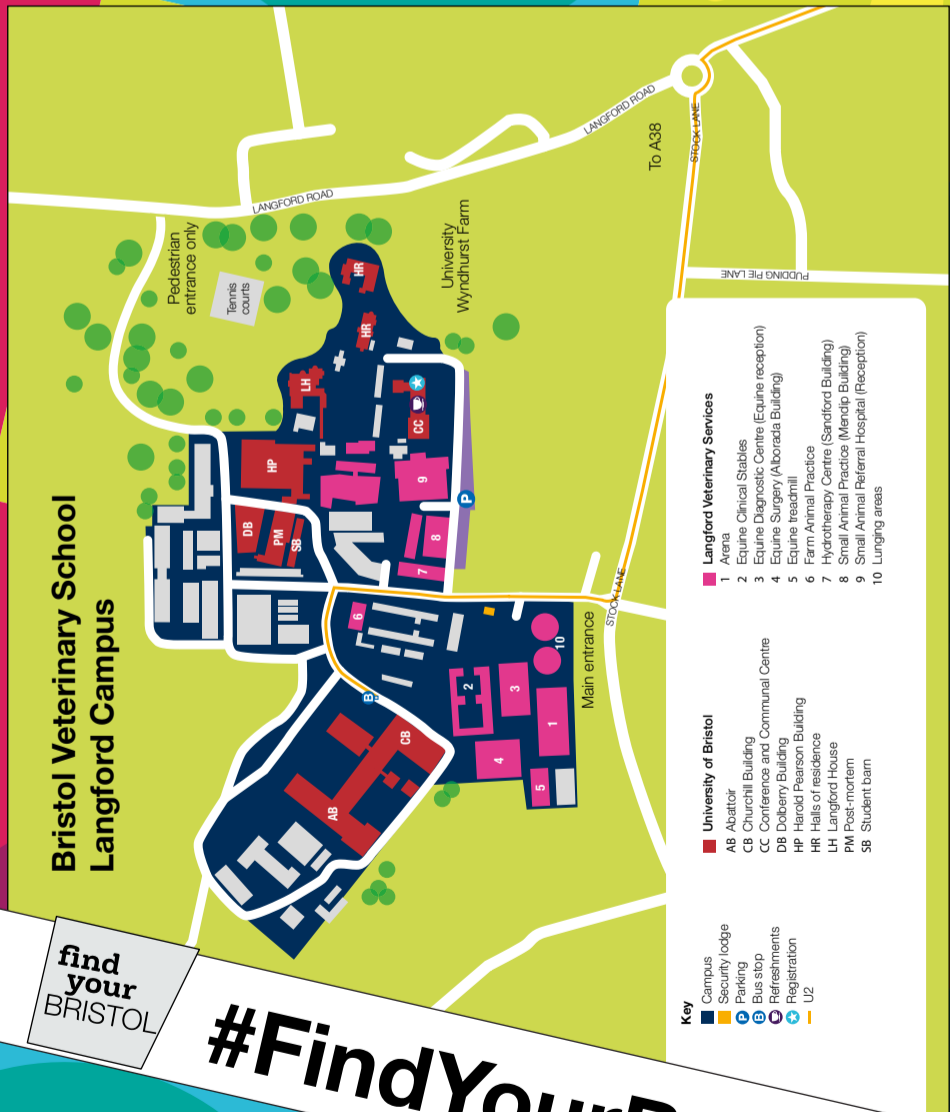 Bristol Veterinary School
Langford Campus
find
your
BRISTOL
#FindYour
Pedestrian
entrance only
Tennis
courts
LANGFORD ROAD
LANGFORD ROAD
To A38
STOCK LANE
PUDDING PIE LANE
University
Wyndhurst Farm
HR
HR
LH
HP
DB
PM
SB
CC
P
9
8
7
6
B
CB
AB
2
3
4
1
5
10
Main entrance
STOCK LANE
Key
Campus
Security lodge
P Parking
B Bus stop
Refreshments
Registration
U2
University of Bristol
AB Abattoir
CB Churchill Building
CC Conference and Communal Centre
DB Dolberry Building
HP Harold Pearson Building
HR Halls of residence
LH Langford House
PM Post-mortem
SB Student barn
Langford Veterinary Services
1 Arena
2 Equine Clinical Stables
3 Equine Diagnostic Centre (Equine reception)
4 Equine Surgery (Alborada Building)
5 Equine treadmill
6 Farm Animal Practice
7 Hydrotherapy Centre (Sandford Building)
8 Small Animal Practice (Mendip Building)
9 Small Animal Referral Hospital (Reception)
10 Lunging areas